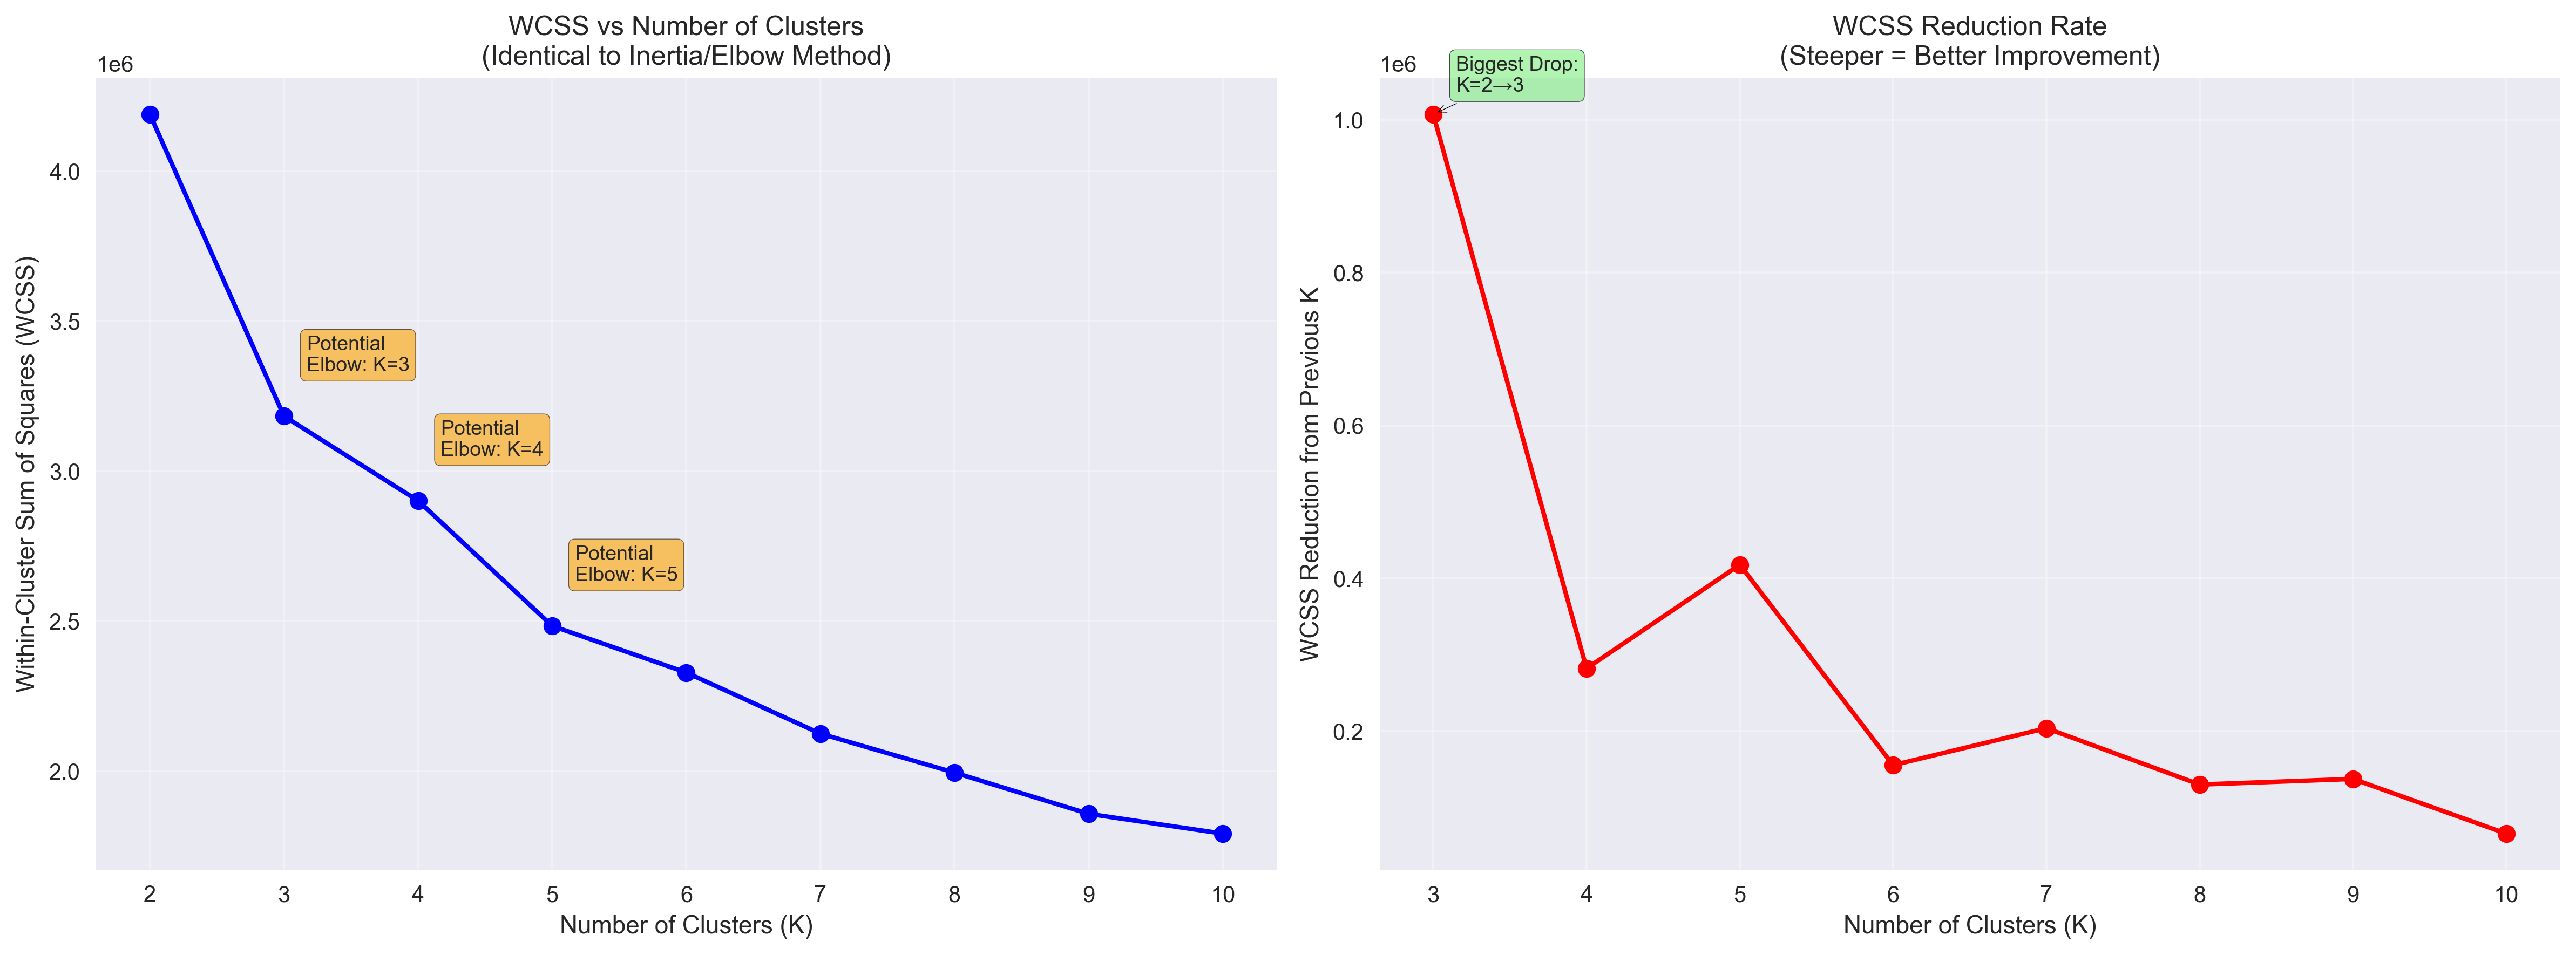 WCSS vs Number of Clusters
(Identical to Inertia/Elbow Method)
1e6
4.0
3.5
3.0
2.5
2.0
Within-Cluster Sum of Squares (WCSS)
Potential
Elbow: K=3
Potential
Elbow: K=4
Potential
Elbow: K=5
2 3 4 5 6 7 8 9 10
Number of Clusters (K)
WCSS Reduction Rate
(Steeper = Better Improvement)
1e6
Biggest Drop:
K=2→3
1.0
0.8
0.6
0.4
0.2
WCSS Reduction from Previous K
3 4 5 6 7 8 9 10
Number of Clusters (K)